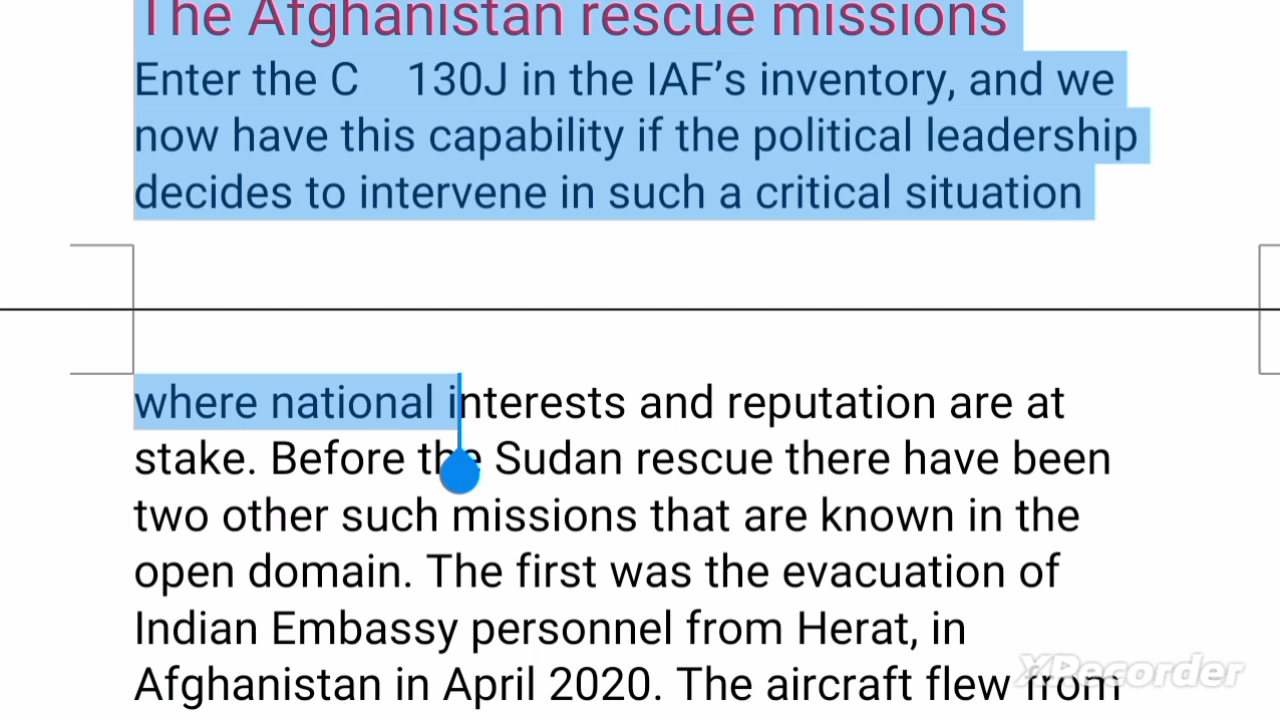 The Afghanistan rescue missions
Enter the C 130J in the IAF’s inventory, and we
now have this capability if the political leadership
decides to intervene in such a critical situation
where national interests and reputation are at
stake. Before the Sudan rescue there have been
two other such missions that are known in the
open domain. The first was the evacuation of
Indian Embassy personnel from Herat, in
Afghanistan in April 2020. The aircraft flew from
XRecorder